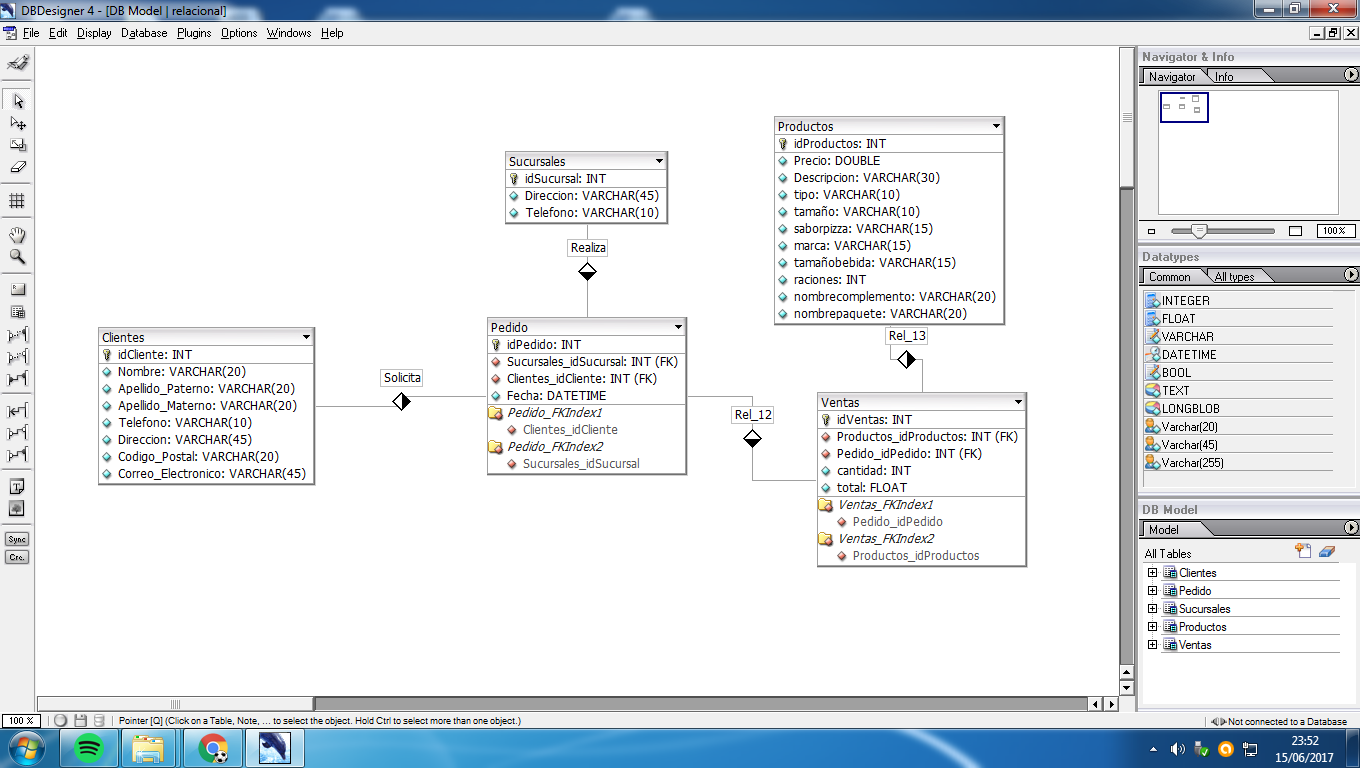 DBDesigner 4 - [DB Model | relacional]
File Edit Display Database Plugins Options Windows Help
Sucursales
idSucursal: INT
Direccion: VARCHAR(45)
Telefono: VARCHAR(10)
Realiza
Productos
idProductos: INT
Precio: DOUBLE
Descripcion: VARCHAR(30)
tipo: VARCHAR(10)
tamaño: VARCHAR(10)
saborpizza: VARCHAR(15)
marca: VARCHAR(15)
tamañobebida: VARCHAR(15)
raciones: INT
nombrecomplemento: VARCHAR(20)
nombrepaquete: VARCHAR(20)
Rel_13
Clientes
idCliente: INT
Nombre: VARCHAR(20)
Apellido_Paterno: VARCHAR(20)
Apellido_Materno: VARCHAR(20)
Telefono: VARCHAR(10)
Direccion: VARCHAR(45)
Codigo_Postal: VARCHAR(20)
Correo_Electronico: VARCHAR(45)
Solicita
Pedido
idPedido: INT
Sucursales_idSucursal: INT (FK)
Clientes_idCliente: INT (FK)
Fecha: DATETIME
Pedido_FKIndex1
Clientes_idCliente
Pedido_FKIndex2
Sucursales_idSucursal
Rel_12
Ventas
idVentas: INT
Productos_idProductos: INT (FK)
Pedido_idPedido: INT (FK)
cantidad: INT
total: FLOAT
Ventas_FKIndex1
Pedido_idPedido
Ventas_FKIndex2
Productos_idProductos
Navigator & Info
Navigator Info
100%
Datatypes
Common All types
INTEGER
FLOAT
VARCHAR
DATETIME
BOOL
TEXT
LONGBLOB
Varchar(20)
Varchar(45)
Varchar(255)
DB Model
Model
All Tables
Clientes
Pedido
Sucursales
Productos
Ventas
Sync
Crc.
100 % Pointer [Q] (Click on a Table, Note, ... to select the object. Hold Ctrl to select more than one object.) Not connected to a Database
23:52
15/06/2017